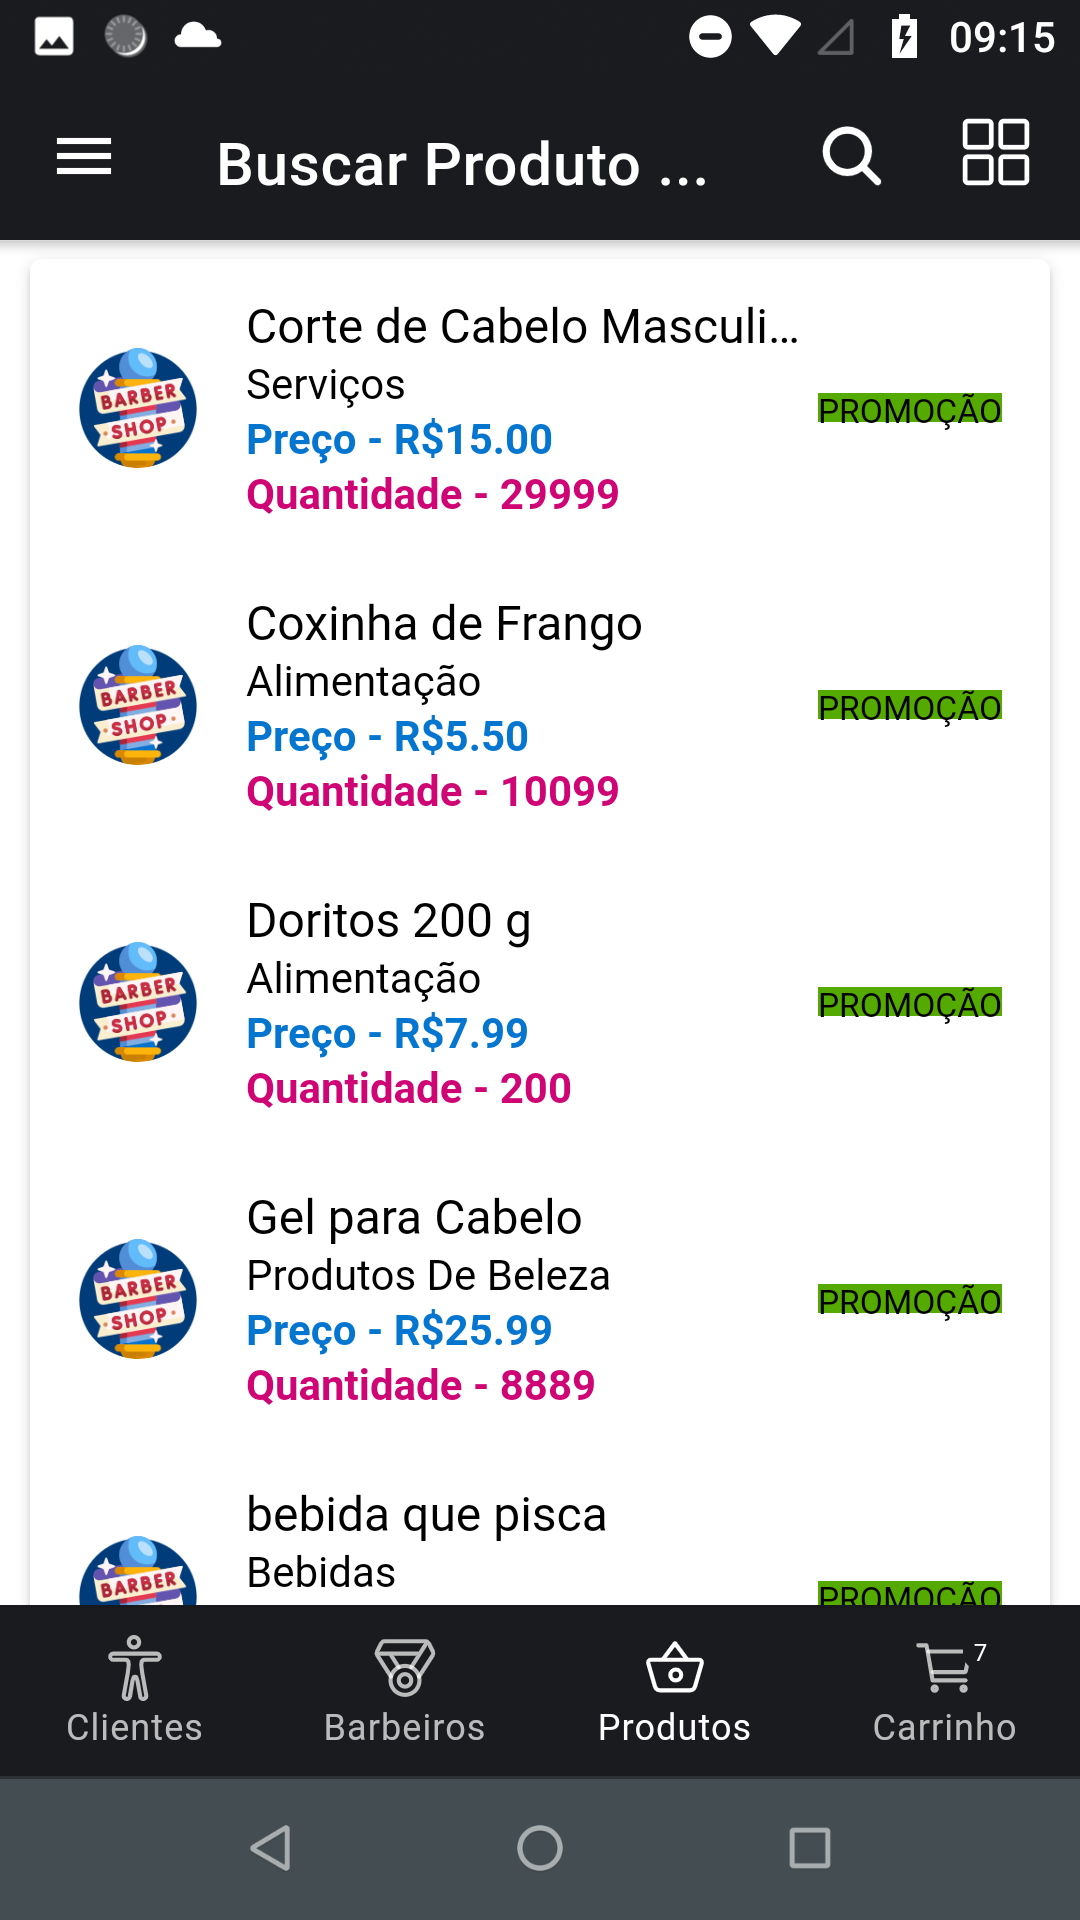 09:15
Buscar Produto ...
Corte de Cabelo Masculi...
Serviços
Preço - R$15.00
Quantidade - 29999
PROMOÇÃO
BARBER
SHOP
Coxinha de Frango
Alimentação
Preço - R$5.50
Quantidade - 10099
PROMOÇÃO
BARBER
SHOP
Doritos 200 g
Alimentação
Preço - R$7.99
Quantidade - 200
PROMOÇÃO
BARBER
SHOP
Gel para Cabelo
Produtos De Beleza
Preço - R$25.99
Quantidade - 8889
PROMOÇÃO
BARBER
SHOP
bebida que pisca
Bebidas
PROMOÇÃO
BARBER
Clientes
Barbeiros
Produtos
7
Carrinho